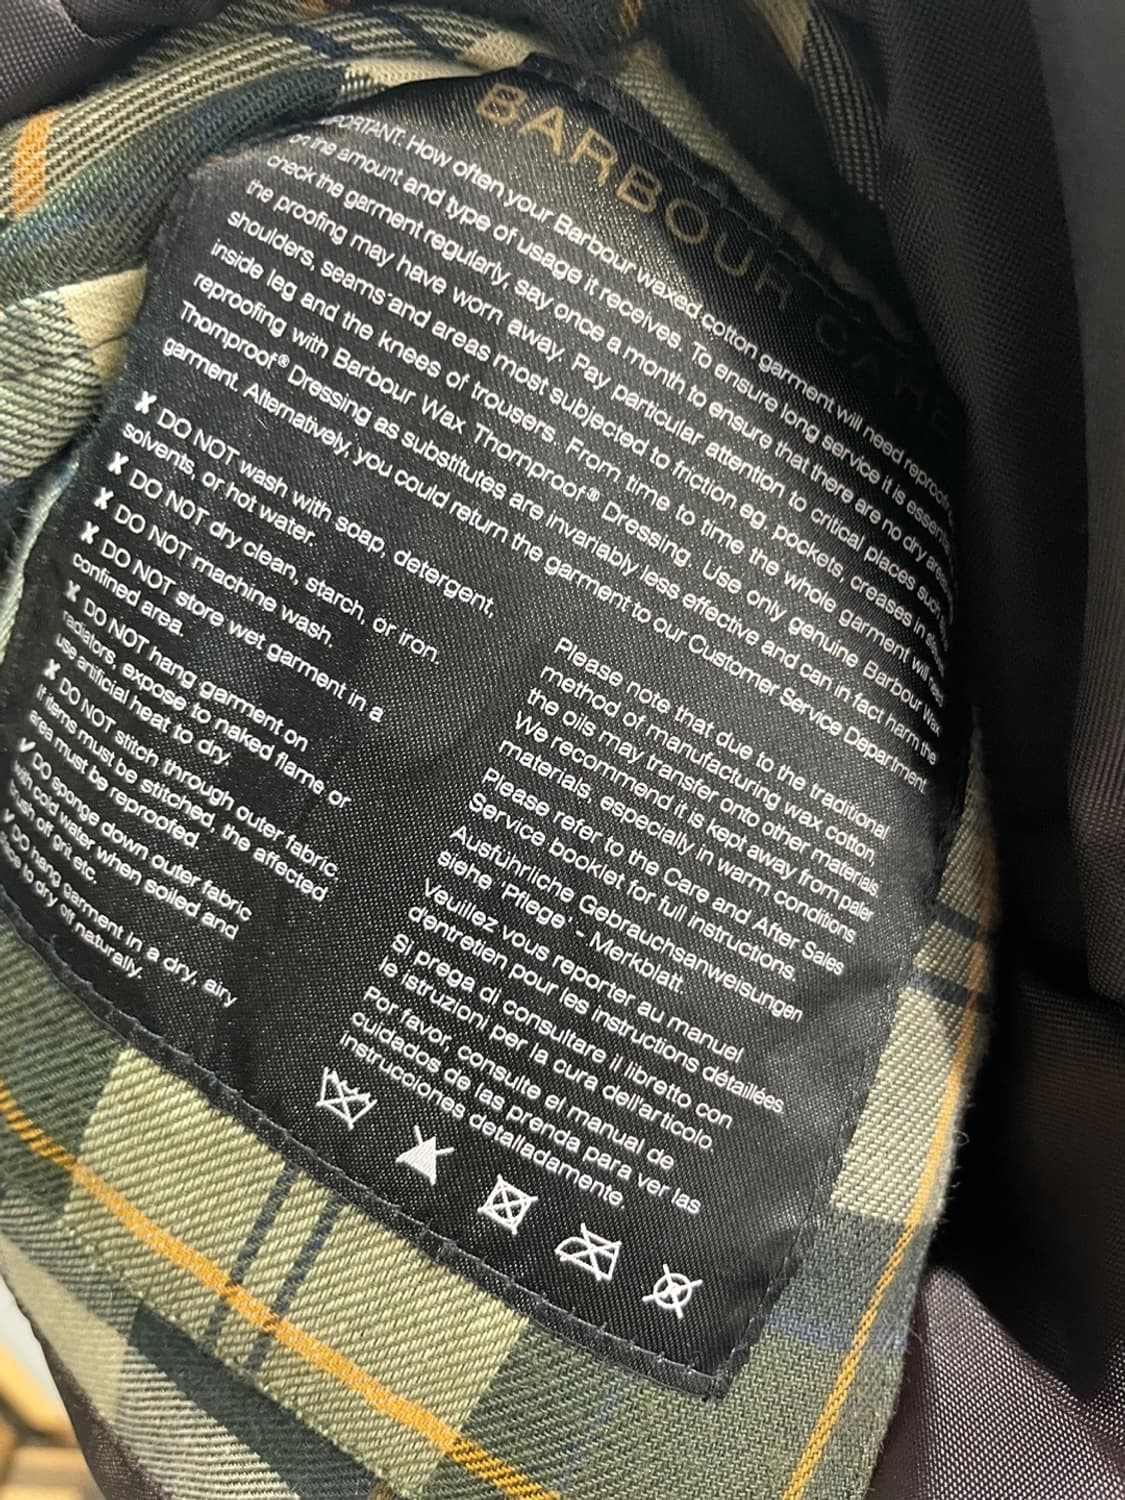 BARBOUR CARE
IMPORTANT: How often your Barbour waxed cotton garment will need reproofing
on the amount and type of usage it receives. To ensure long service it is essential
check the garment regularly, say once a month to ensure that there are no dry areas
the proofing may have worn away. Pay particular attention to critical places such
shoulders, seams and areas most subjected to friction eg. pockets, creases in
inside leg and the knees of trousers. From time to time the whole garment will need
reproofing with Barbour Wax Thornproof® Dressing. Use only genuine Barbour Wax
Thornproof® Dressing as substitutes are invariably less effective and can in fact harm the
garment. Alternatively, you could return the garment to our Customer Service Department.
✘ DO NOT wash with soap, detergent,
solvents, or hot water.
✘ DO NOT dry clean, starch, or iron.
✘ DO NOT machine wash.
✘ DO NOT store wet garment in a
confined area.
✘ DO NOT hang garment on
radiators, expose to naked flame or
use artificial heat to dry.
✘ DO NOT stitch through outer fabric
If items must be stitched, the affected
area must be reproofed.
✓ DO sponge down outer fabric
with cold water when soiled and
brush off dirt etc.
✓ DO hang garment in a dry, airy
to dry off naturally.
Please note that due to the traditional
method of manufacturing wax cotton,
the oils may transfer onto other materials.
We recommend it is kept away from paler
materials, especially in warm conditions.
Please refer to the Care and After Sales
Service booklet for full instructions.
Ausführliche Gebrauchsanweisungen
siehe 'Pflege' - Merkblatt.
Veuillez vous reporter au manuel
d'entretien pour les instructions détaillées.
Si prega di consultare il libretto con
le istruzioni per la cura dell'articolo.
Por favor, consulte el manual de
cuidados de las prenda para ver las
instrucciones detalladamente.